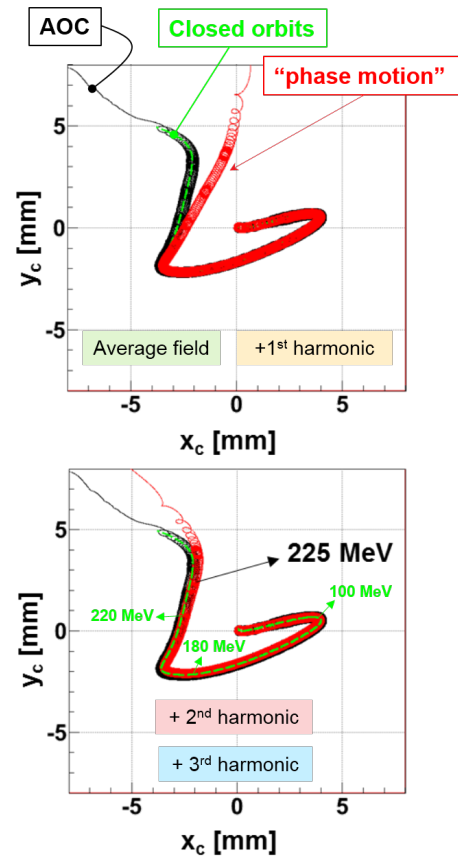 AOC
Closed orbits
“phase motion”
5
0
-5
y_c [mm]
Average field
+1st harmonic
-5
0
5
x_c [mm]
225 MeV
100 MeV
220 MeV
180 MeV
5
0
-5
y_c [mm]
+ 2nd harmonic
+ 3rd harmonic
-5
0
5
x_c [mm]